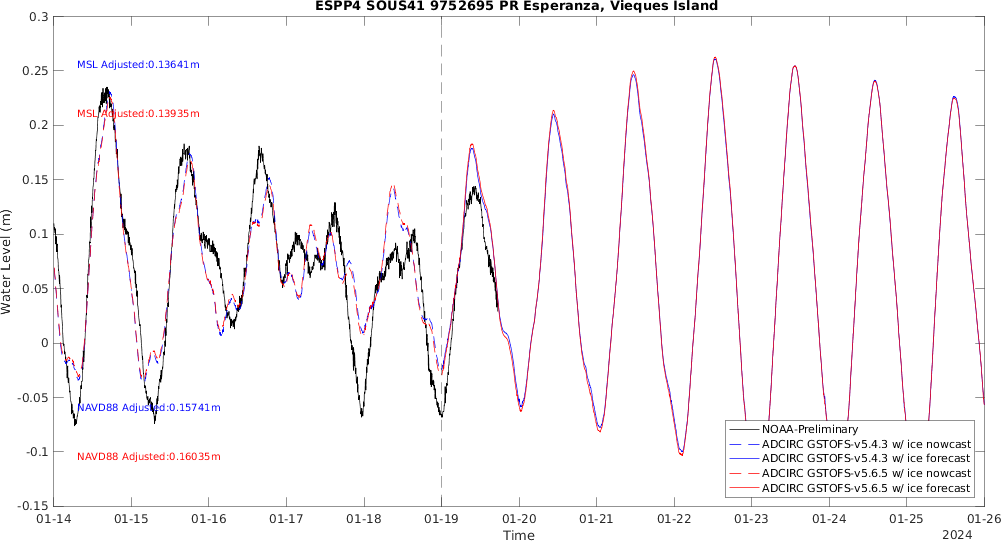 ESPP4 SOUS41 9752695 PR Esperanza, Vieques Island
0.3
0.25
0.2
0.15
0.1
0.05
0
-0.05
-0.1
-0.15
Water Level (m)
MSL Adjusted:0.13641m
MSL Adjusted:0.13935m
NAVD88 Adjusted:0.15741m
NAVD88 Adjusted:0.16035m
NOAA-Preliminary
ADCIRC GSTOFS-v5.4.3 w/ ice nowcast
ADCIRC GSTOFS-v5.4.3 w/ ice forecast
ADCIRC GSTOFS-v5.6.5 w/ ice nowcast
ADCIRC GSTOFS-v5.6.5 w/ ice forecast
01-14 01-15 01-16 01-17 01-18 01-19 01-20 01-21 01-22 01-23 01-24 01-25 01-26
Time
2024